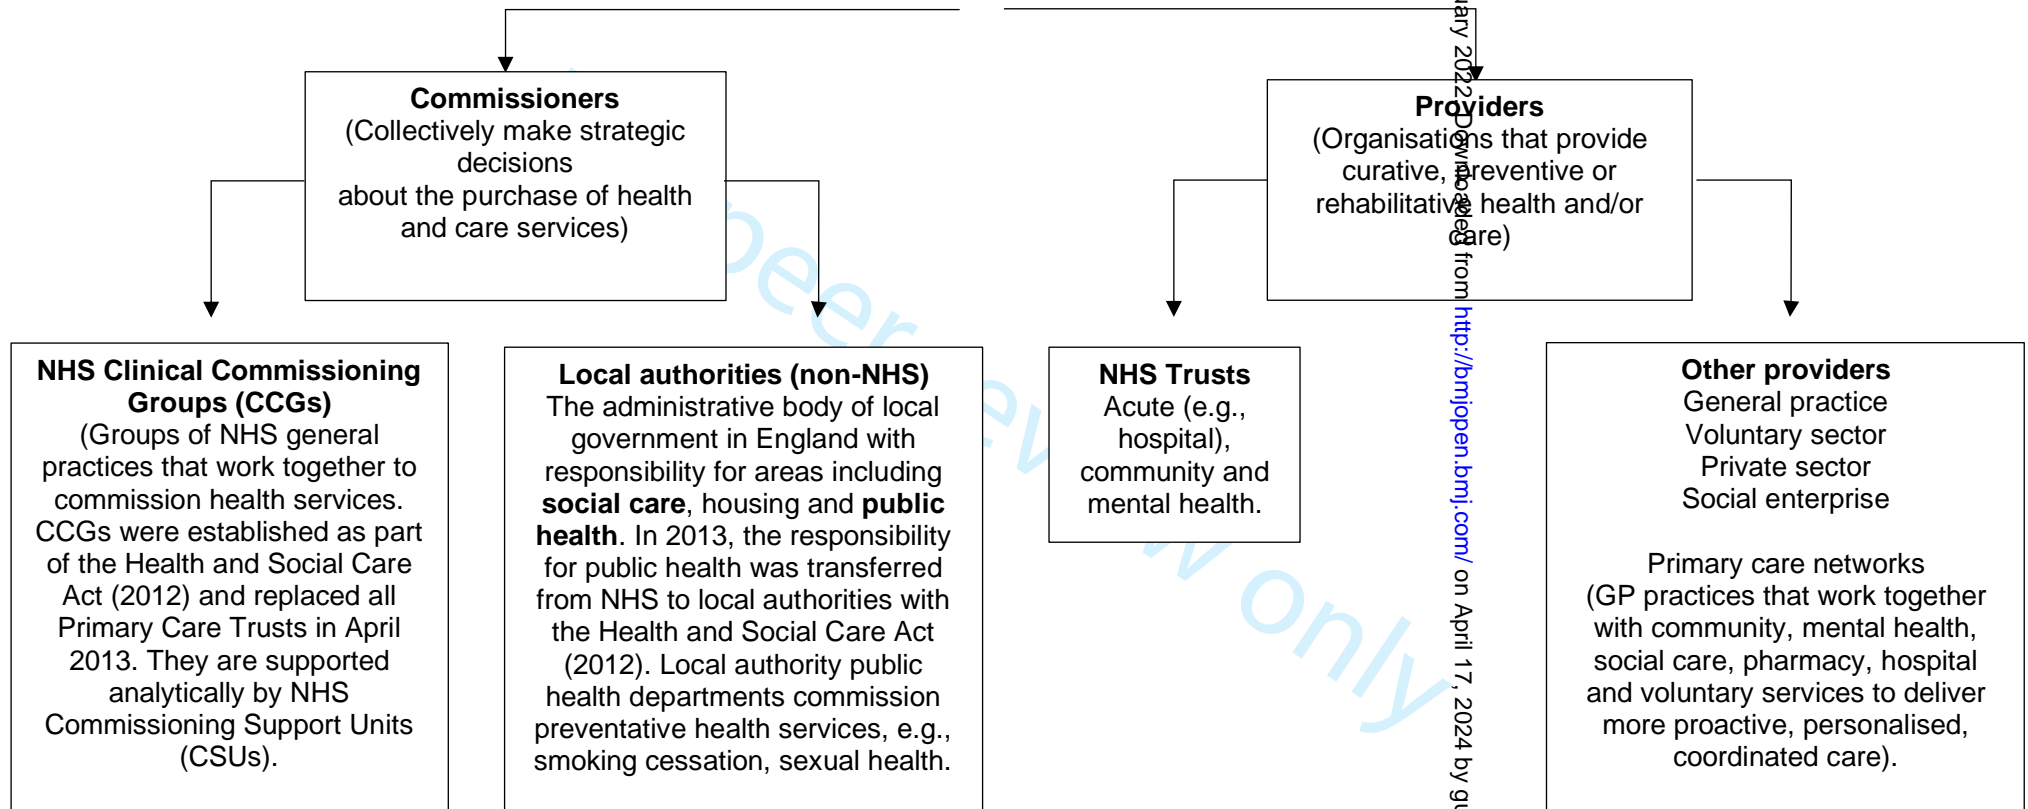 Commissioners
(Collectively make strategic
decisions
about the purchase of health
and care services)
Providers
(Organisations that provide
curative, preventive or
rehabilitative health and/or
care)
NHS Clinical Commissioning
Groups (CCGs)
(Groups of NHS general
practices that work together to
commission health services.
CCGs were established as part
of the Health and Social Care
Act (2012) and replaced all
Primary Care Trusts in April
2013. They are supported
analytically by NHS
Commissioning Support Units
(CSUs).
Local authorities (non-NHS)
The administrative body of local
government in England with
responsibility for areas including
social care, housing and public
health. In 2013, the responsibility
for public health was transferred
from NHS to local authorities with
the Health and Social Care Act
(2012). Local authority public
health departments commission
preventative health services, e.g.,
smoking cessation, sexual health.
NHS Trusts
Acute (e.g.,
hospital),
community and
mental health.
Other providers
General practice
Voluntary sector
Private sector
Social enterprise
Primary care networks
(GP practices that work together
with community, mental health,
social care, pharmacy, hospital
and voluntary services to deliver
more proactive, personalised,
coordinated care).
2022. Downloaded from http://bmjopen.bmj.com/ on April 17, 2024 by
peer
only